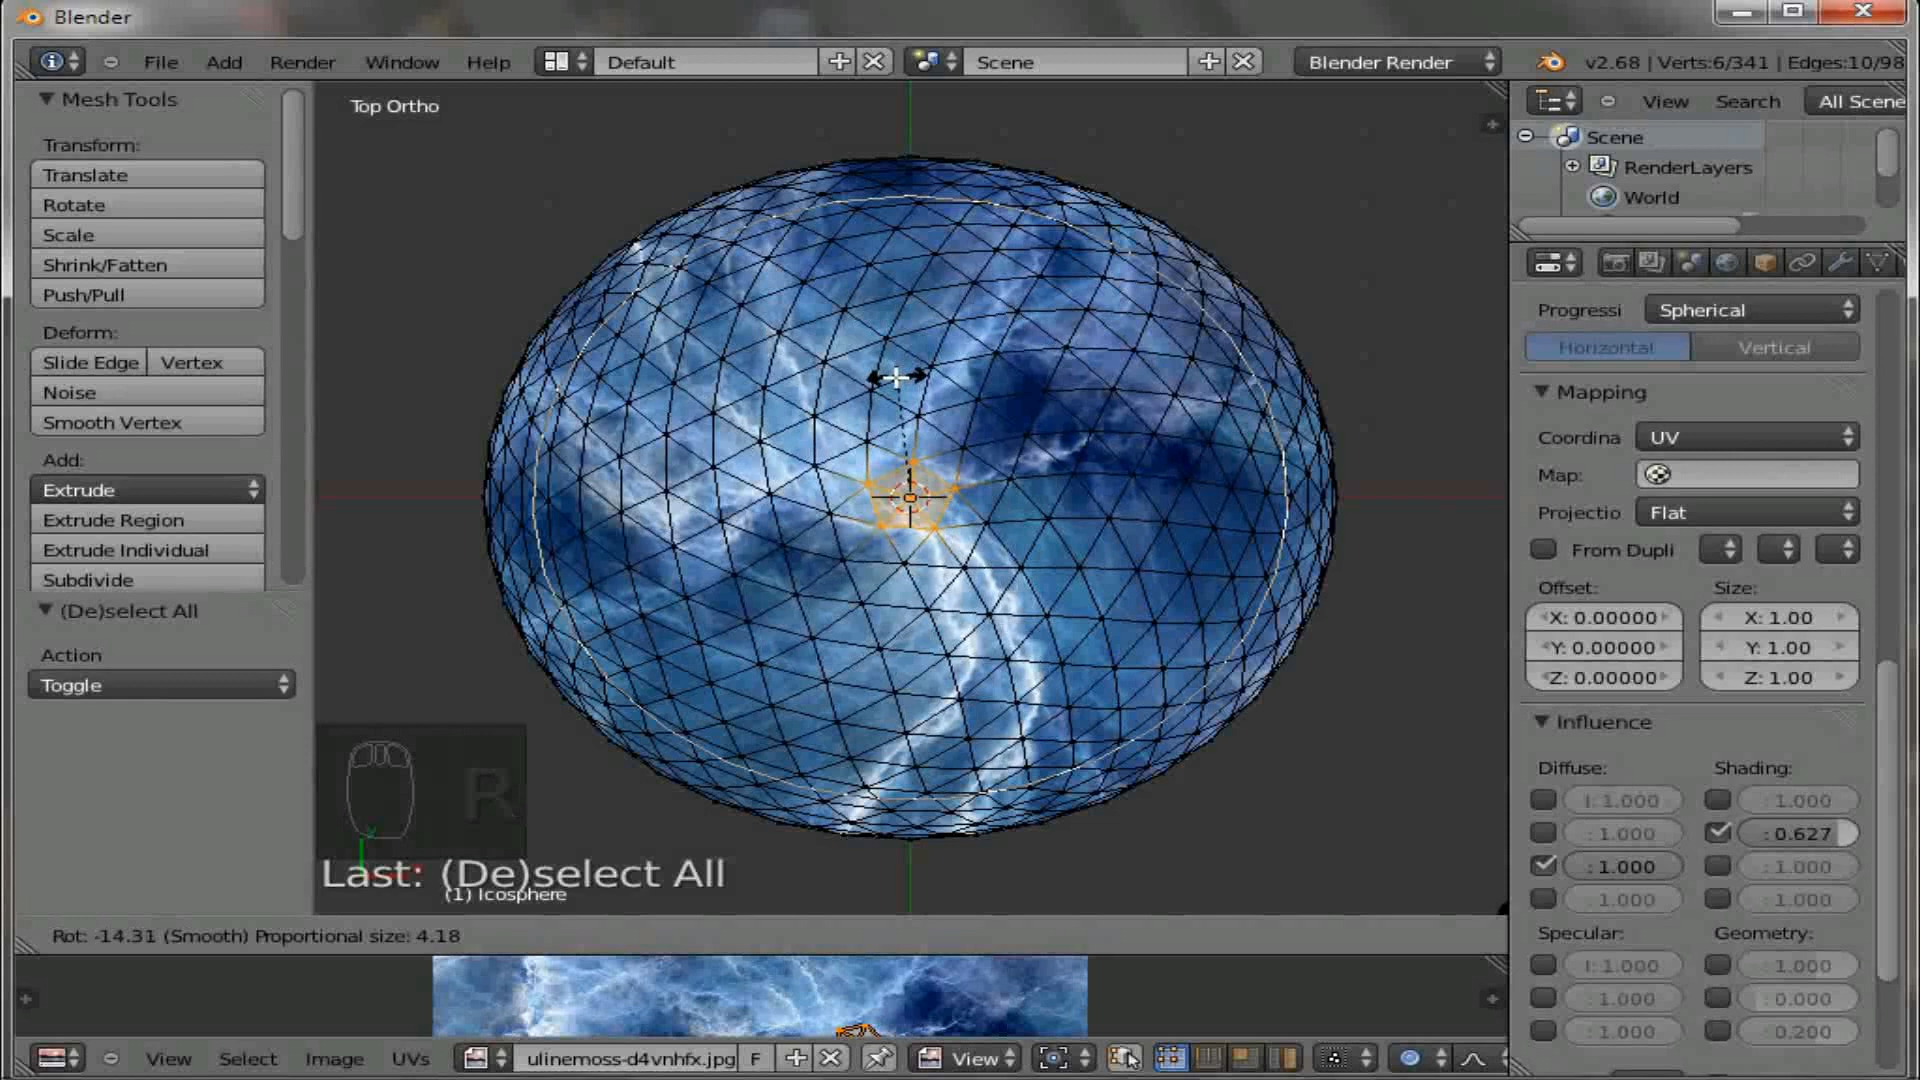 Blender
File Add Render Window Help Default Scene Blender Render v2.68 | Verts:6/341 | Edges:10/98
Mesh Tools
Transform:
Translate
Rotate
Scale
Shrink/Fatten
Push/Pull
Deform:
Slide Edge Vertex
Noise
Smooth Vertex
Add:
Extrude
Extrude Region
Extrude Individual
Subdivide
(De)select All
Action
Toggle
Top Ortho
R
Last: (De)select All
(1) Icosphere
Rot: -14.31 (Smooth) Proportional size: 4.18
View Search All Scene
Scene
RenderLayers
World
Progressi Spherical
Horizontal Vertical
Mapping
Coordina UV
Map:
Projectio Flat
From Dupli
Offset: Size:
X: 0.00000 X: 1.00
Y: 0.00000 Y: 1.00
Z: 0.00000 Z: 1.00
Influence
Diffuse: Shading:
I: 1.000 : 1.000
: 1.000 : 0.627
: 1.000 : 1.000
: 1.000 : 1.000
Specular: Geometry:
I: 1.000 : 1.000
: 1.000 : 0.000
: 1.000 : 0.200
View Select Image UVs ulinemoss-d4vnhfx.jpg F View